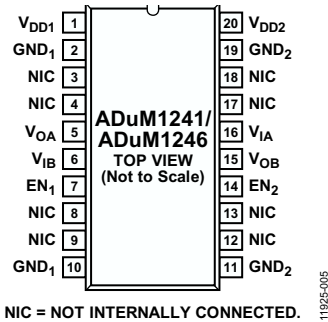 VDD1 1 20 VDD2
GND1 2 19 GND2
NIC 3 18 NIC
NIC 4 17 NIC
ADuM1241/
ADuM1246
TOP VIEW
(Not to Scale)
VOA 5 16 VIA
VIB 6 15 VOB
EN1 7 14 EN2
NIC 8 13 NIC
NIC 9 12 NIC
GND1 10 11 GND2
NIC = NOT INTERNALLY CONNECTED.
11925-005